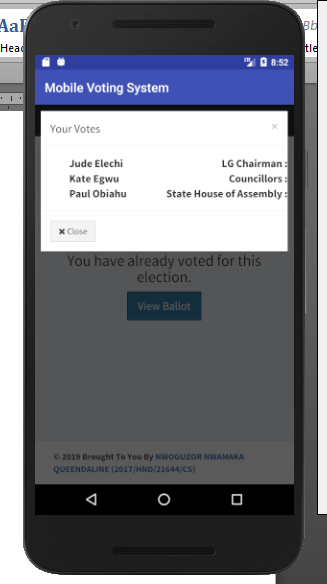 AaB
Bb
Head
tle
8:52
Mobile Voting System
Your Votes ×
Jude Elechi LG Chairman :
Kate Egwu Councillors :
Paul Obiahu State House of Assembly :
✖ Close
You have already voted for this
election.
View Ballot
© 2019 Brought To You By NWOGUZOR NWAMAKA
QUEENDALINE (2017/HND/21644/CS)